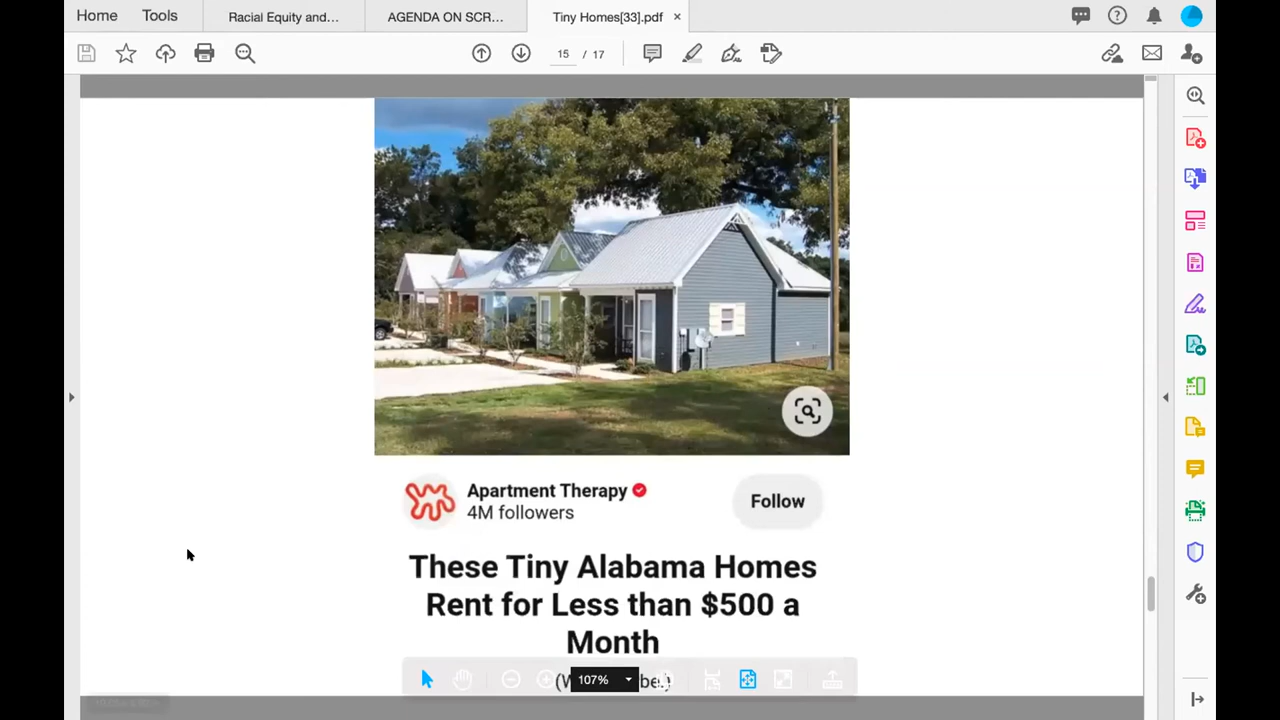 Home
Tools
Racial Equity and...
AGENDA ON SCR...
Tiny Homes[33].pdf
15 / 17
Apartment Therapy
4M followers
Follow
These Tiny Alabama Homes
Rent for Less than $500 a
Month
107%